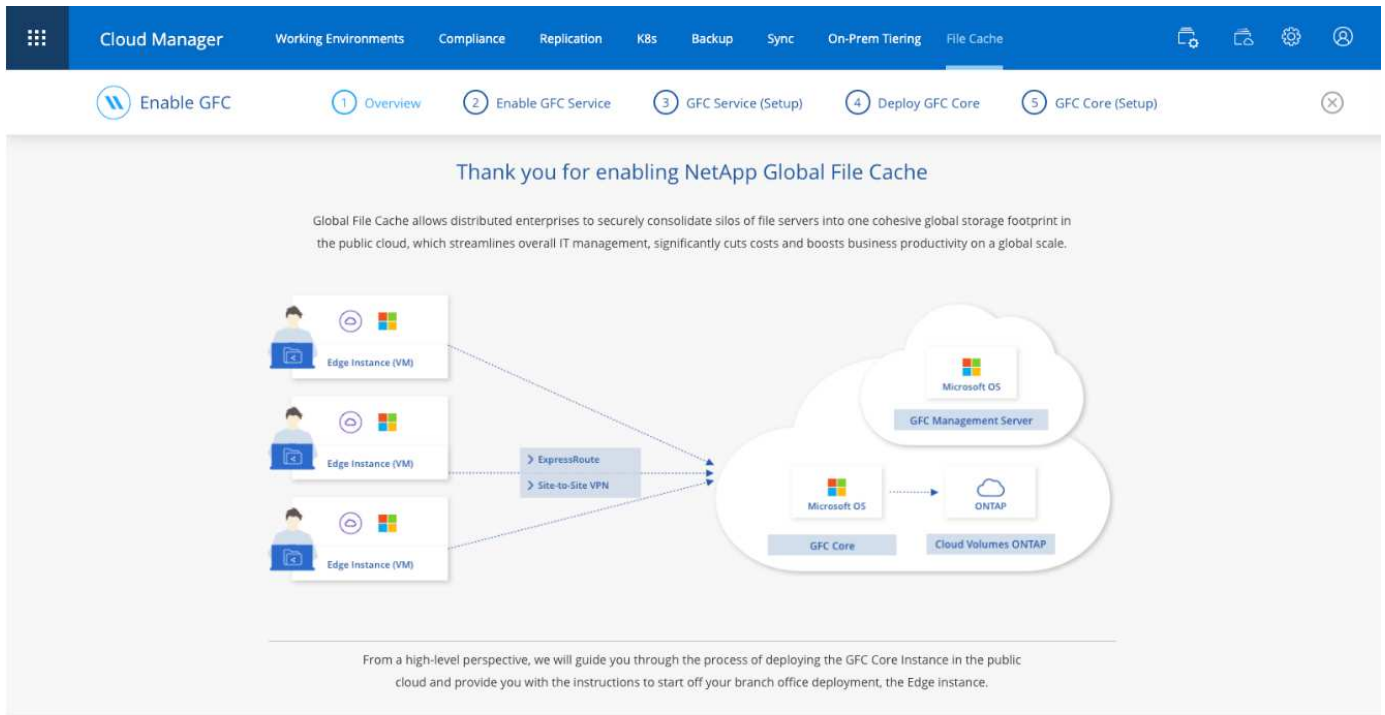 Cloud Manager Working Environments Compliance Replication K8s Backup Sync On-Prem Tiering File Cache
Enable GFC 1 Overview 2 Enable GFC Service 3 GFC Service (Setup) 4 Deploy GFC Core 5 GFC Core (Setup)
Thank you for enabling NetApp Global File Cache
Global File Cache allows distributed enterprises to securely consolidate silos of file servers into one cohesive global storage footprint in
the public cloud, which streamlines overall IT management, significantly cuts costs and boosts business productivity on a global scale.
Edge Instance (VM)
Edge Instance (VM)
Edge Instance (VM)
> ExpressRoute
> Site-to-Site VPN
Microsoft OS
GFC Management Server
Microsoft OS
GFC Core
ONTAP
Cloud Volumes ONTAP
From a high-level perspective, we will guide you through the process of deploying the GFC Core Instance in the public
cloud and provide you with the instructions to start off your branch office deployment, the Edge instance.